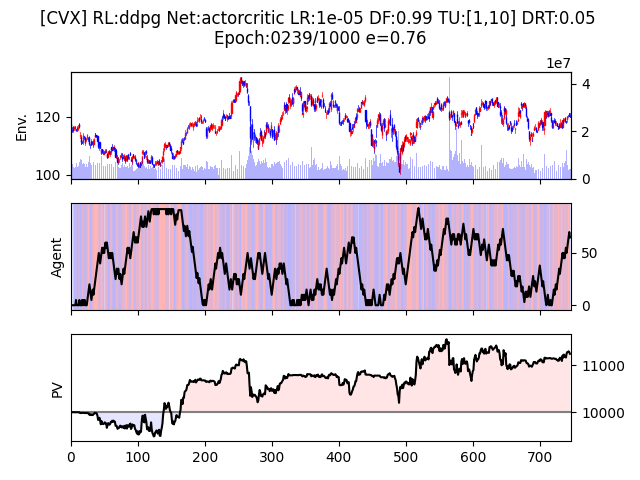 [CVX] RL:ddpg Net:actorcritic LR:1e-05 DF:0.99 TU:[1,10] DRT:0.05
Epoch:0239/1000 e=0.76
1e7
Env.
120
100
4
2
0
Agent
50
0
PV
11000
10000
0 100 200 300 400 500 600 700